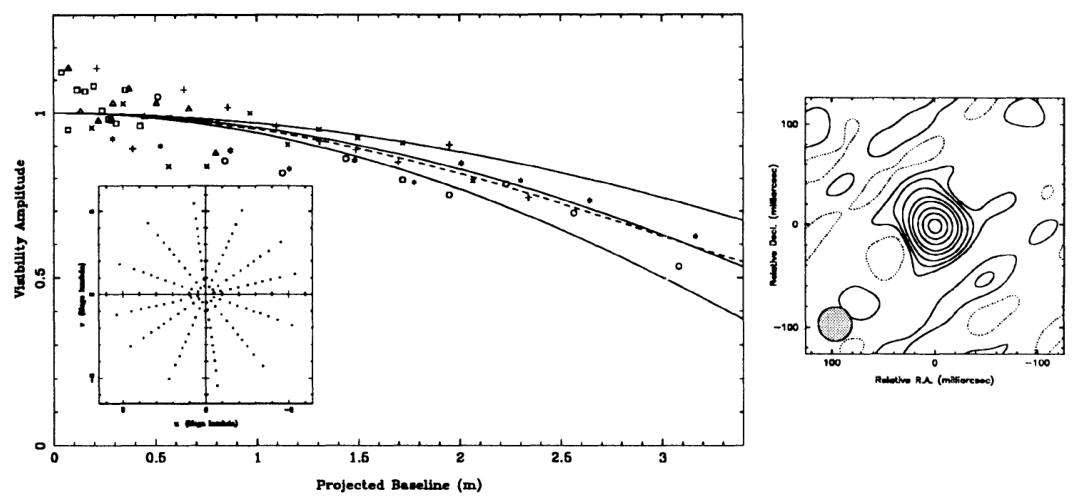 1
0.5
0
Visibility Amplitude
0
0.5
1
1.5
2
2.5
3
Projected Baseline (m)
v (Mega lambda)
u (Mega lambda)
0
100
0
-100
Relative Decl. (milliarcsec)
100
0
-100
Relative R.A. (milliarcsec)